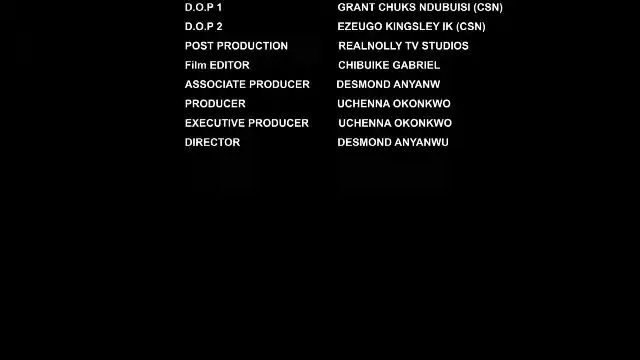 D.O.P 1 GRANT CHUKS NDUBUISI (CSN)
D.O.P 2 EZEUGO KINGSLEY IK (CSN)
POST PRODUCTION REALNOLLY TV STUDIOS
Film EDITOR CHIBUIKE GABRIEL
ASSOCIATE PRODUCER DESMOND ANYANW
PRODUCER UCHENNA OKONKWO
EXECUTIVE PRODUCER UCHENNA OKONKWO
DIRECTOR DESMOND ANYANWU